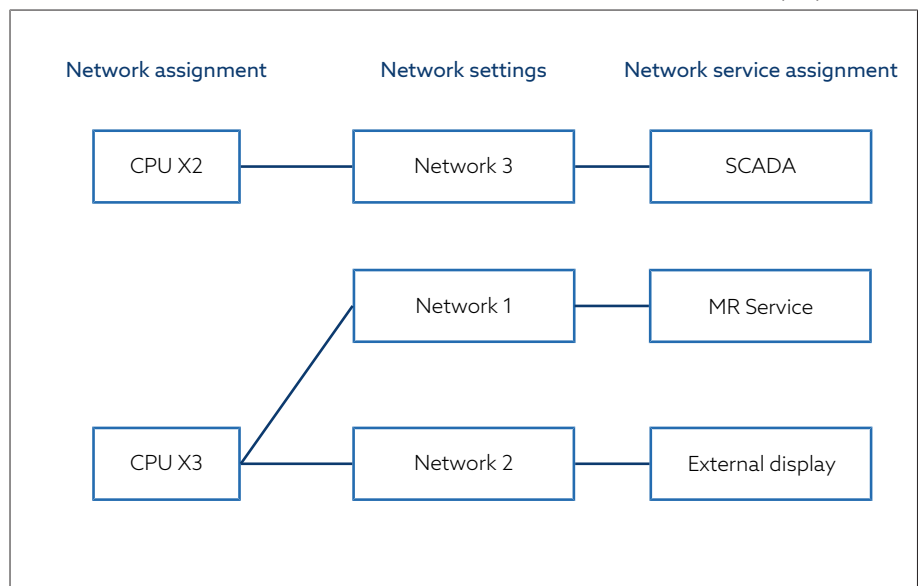 Network assignment
Network settings
Network service assignment
CPU X2
Network 3
SCADA
Network 1
MR Service
CPU X3
Network 2
External display